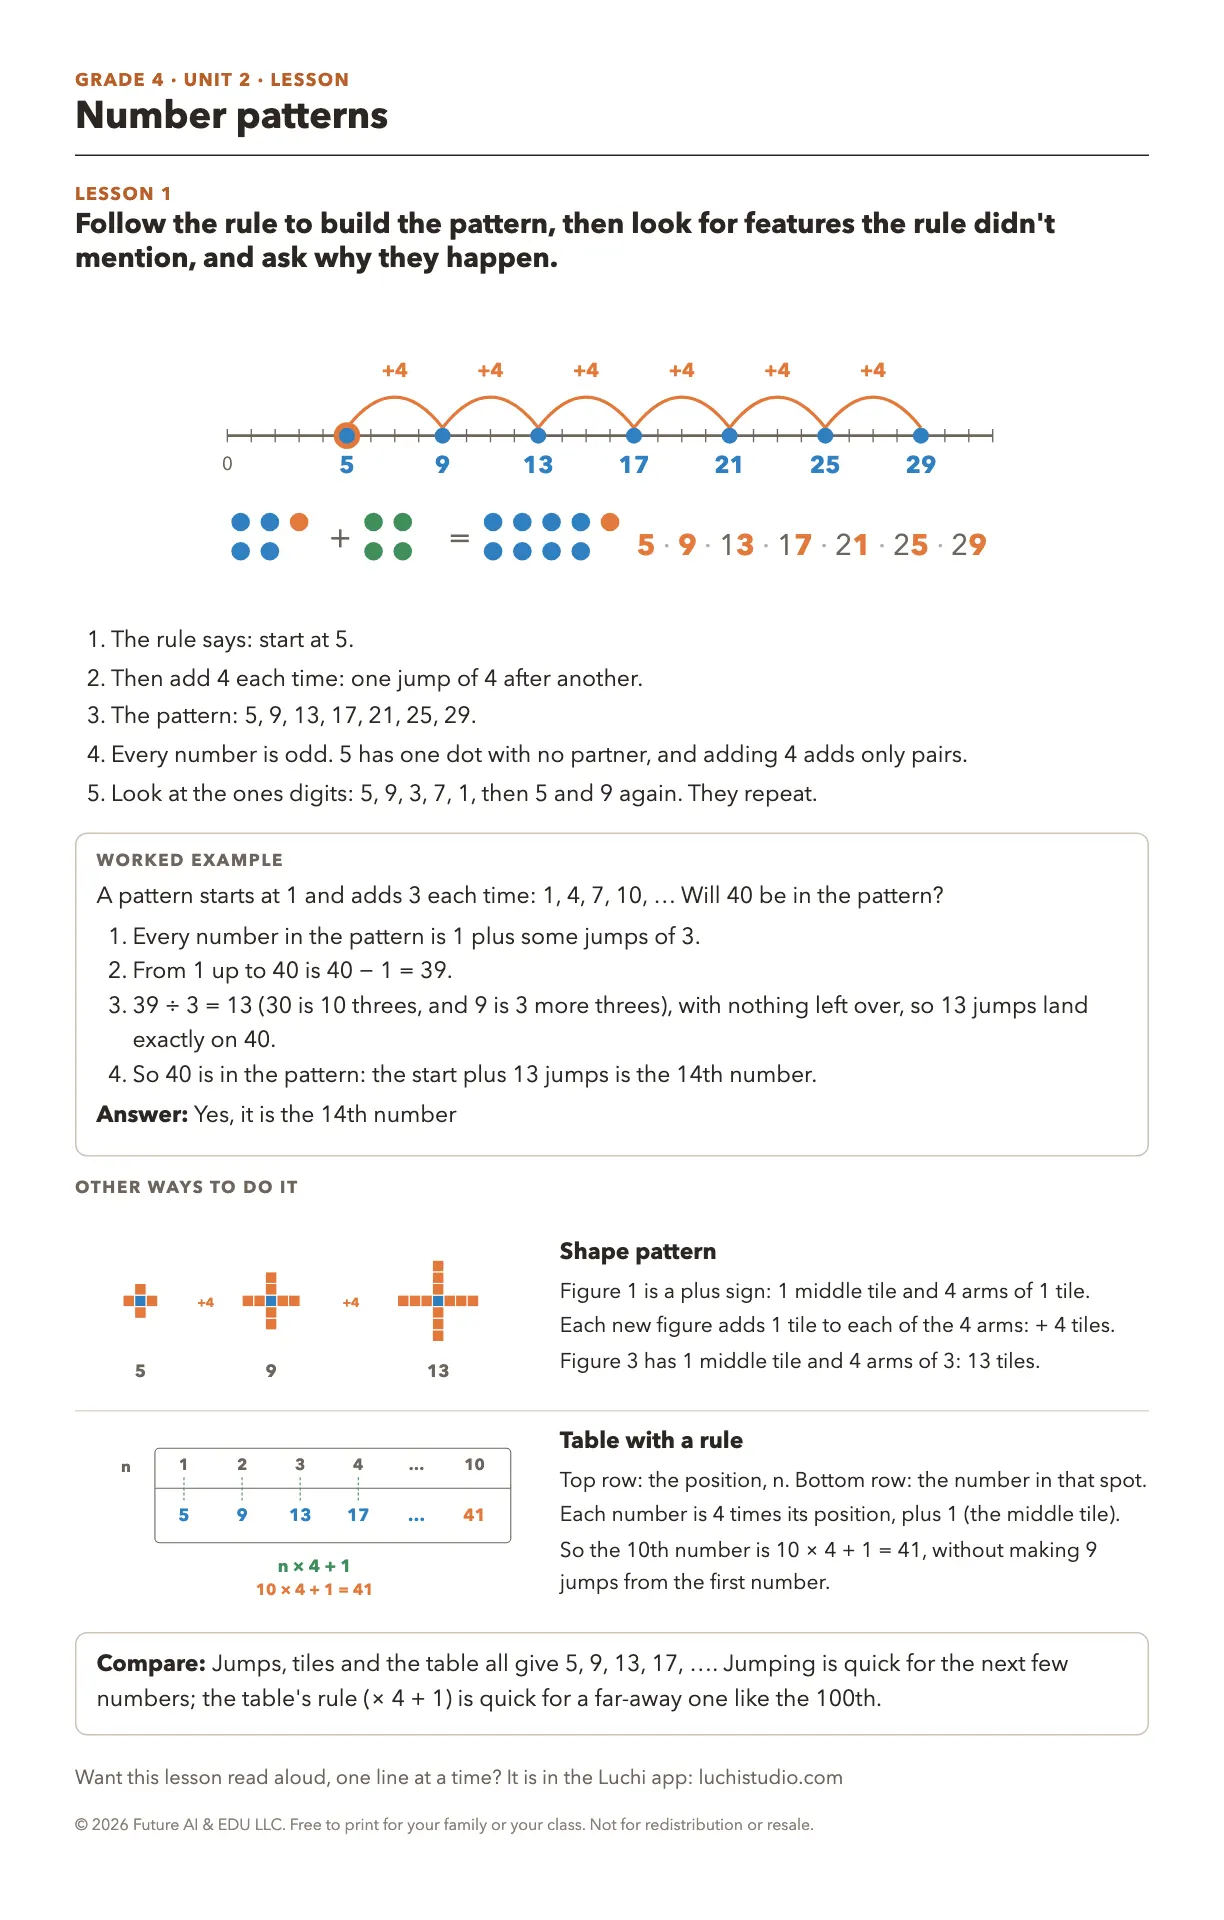 GRADE 4 · UNIT 2 · LESSON
Number patterns
LESSON 1
Follow the rule to build the pattern, then look for features the rule didn't
mention, and ask why they happen.
+4 +4 +4 +4 +4 +4
0 5 9 13 17 21 25 29
+ = 5 · 9 · 13 · 17 · 21 · 25 · 29
1. The rule says: start at 5.
2. Then add 4 each time: one jump of 4 after another.
3. The pattern: 5, 9, 13, 17, 21, 25, 29.
4. Every number is odd. 5 has one dot with no partner, and adding 4 adds only pairs.
5. Look at the ones digits: 5, 9, 3, 7, 1, then 5 and 9 again. They repeat.
WORKED EXAMPLE
A pattern starts at 1 and adds 3 each time: 1, 4, 7, 10, … Will 40 be in the pattern?
1. Every number in the pattern is 1 plus some jumps of 3.
2. From 1 up to 40 is 40 − 1 = 39.
3. 39 ÷ 3 = 13 (30 is 10 threes, and 9 is 3 more threes), with nothing left over, so 13 jumps land
exactly on 40.
4. So 40 is in the pattern: the start plus 13 jumps is the 14th number.
Answer: Yes, it is the 14th number
OTHER WAYS TO DO IT
+4 +4
5 9 13
Shape pattern
Figure 1 is a plus sign: 1 middle tile and 4 arms of 1 tile.
Each new figure adds 1 tile to each of the 4 arms: + 4 tiles.
Figure 3 has 1 middle tile and 4 arms of 3: 13 tiles.
n 1 2 3 4 ... 10
5 9 13 17 ... 41
n × 4 + 1
10 × 4 + 1 = 41
Table with a rule
Top row: the position, n. Bottom row: the number in that spot.
Each number is 4 times its position, plus 1 (the middle tile).
So the 10th number is 10 × 4 + 1 = 41, without making 9
jumps from the first number.
Compare: Jumps, tiles and the table all give 5, 9, 13, 17, …. Jumping is quick for the next few
numbers; the table's rule (× 4 + 1) is quick for a far-away one like the 100th.
Want this lesson read aloud, one line at a time? It is in the Luchi app: luchistudio.com
© 2026 Future AI & EDU LLC. Free to print for your family or your class. Not for redistribution or resale.